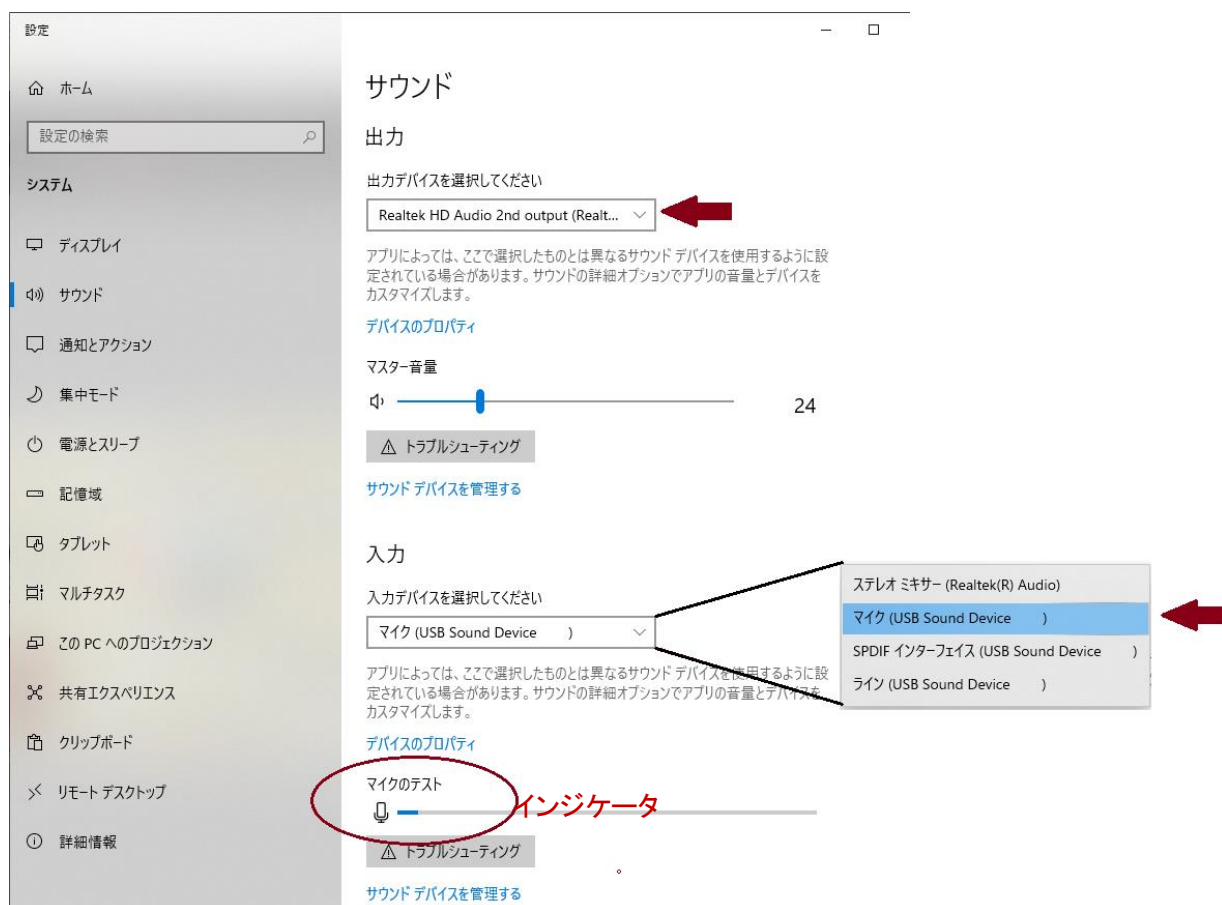 設定
ホーム
設定の検索
システム
ディスプレイ
サウンド
通知とアクション
集中モード
電源とスリープ
記憶域
タブレット
マルチタスク
この PC へのプロジェクション
共有エクスペリエンス
クリップボード
リモート デスクトップ
詳細情報
サウンド
出力
出力デバイスを選択してください
Realtek HD Audio 2nd output (Realt...
アプリによっては、ここで選択したものとは異なるサウンド デバイスを使用するように設
定されている場合があります。サウンドの詳細オプションでアプリの音量とデバイスを
カスタマイズします。
デバイスのプロパティ
マスター音量
24
トラブルシューティング
サウンド デバイスを管理する
入力
入力デバイスを選択してください
マイク (USB Sound Device )
アプリによっては、ここで選択したものとは異なるサウンド デバイスを使用するように設
定されている場合があります。サウンドの詳細オプションでアプリの音量とデバイスを
カスタマイズします。
デバイスのプロパティ
マイクのテスト
インジケータ
トラブルシューティング
。
サウンド デバイスを管理する
ステレオ ミキサー (Realtek(R) Audio)
マイク (USB Sound Device )
SPDIF インターフェイス (USB Sound Device )
ライン (USB Sound Device )